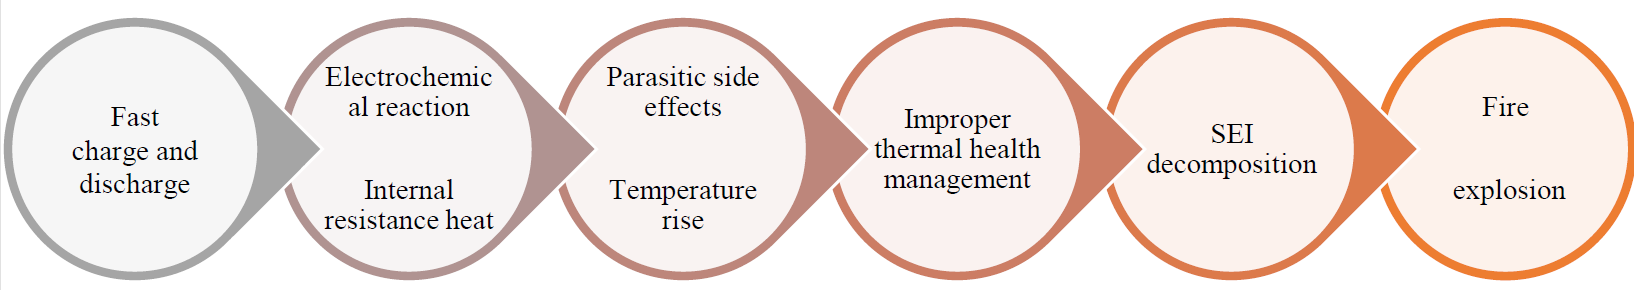 Fast
charge and
discharge
Electrochemic
al reaction
Internal
resistance heat
Parasitic side
effects
Temperature
rise
Improper
thermal health
management
SEI
decomposition
Fire
explosion